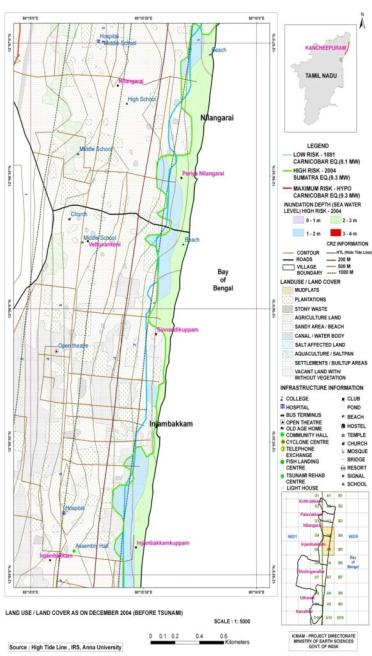 Hospital
Middle School
Beach
Nilangarai
High School
Nilangarai
Middle School
Periya Nilangarai
Church
Middle School
Vettuvankeni
Beach
Bay
of
Bengal
Sinnandikuppam
Open theatre
Injambakkam
Hospital
Assembly Hall
Injambakkam
Injambakkamkuppam
N
KANCHEEPURAM
TAMIL NADU
LEGEND
LOW RISK - 1881
CARNICOBAR EQ.(8.1 MW)
HIGH RISK - 2004
SUMATRA EQ.(9.3 MW)
MAXIMUM RISK - HYPO
CARNICOBAR EQ.(9.3 MW)
INUNDATION DEPTH (SEA WATER
LEVEL) HIGH RISK - 2004
0 - 1 m
2 - 3 m
1 - 2 m
3 - 4 m
CRZ INFORMATION
CONTOUR
HTL (Hide Tide Line)
ROADS
200 M
VILLAGE
BOUNDARY
500 M
1000 M
LANDUSE / LAND COVER
MUDFLATS
PLANTATIONS
STONY WASTE
AGRICULTURE LAND
SANDY AREA / BEACH
CANAL / WATER BODY
SALT AFFECTED LAND
AQUACULTURE / SALTPAN
SETTLEMENTS / BUILTUP AREAS
VACANT LAND WITH/
WITHOUT VEGETATION
INFRASTRUCTURE INFORMATION
COLLEGE
CLUB
HOSPITAL
POND
BUS TERMINUS
BEACH
OPEN THEATRE
OLD AGE HOME
HOSTEL
COMMUNITY HALL
TEMPLE
CYCLONE CENTRE
CHURCH
TELEPHONE
EXCHANGE
MOSQUE
BRIDGE
FISH LANDING
CENTRE
RESORT
TSUNAMI REHAB
CENTRE
SIGNAL
LIGHT HOUSE
SCHOOL
Bay
of
Bengal
LAND USE / LAND COVER AS ON DECEMBER 2004 (BEFORE TSUNAMI)
SCALE : 1: 5000
0 0.1 0.2 0.4 0.6
Kilometers
Source : High Tide Line , IRS, Anna University
ICMAM - PROJECT DIRECTORATE
MINISTRY OF EARTH SCIENCES
GOVT. OF INDIA